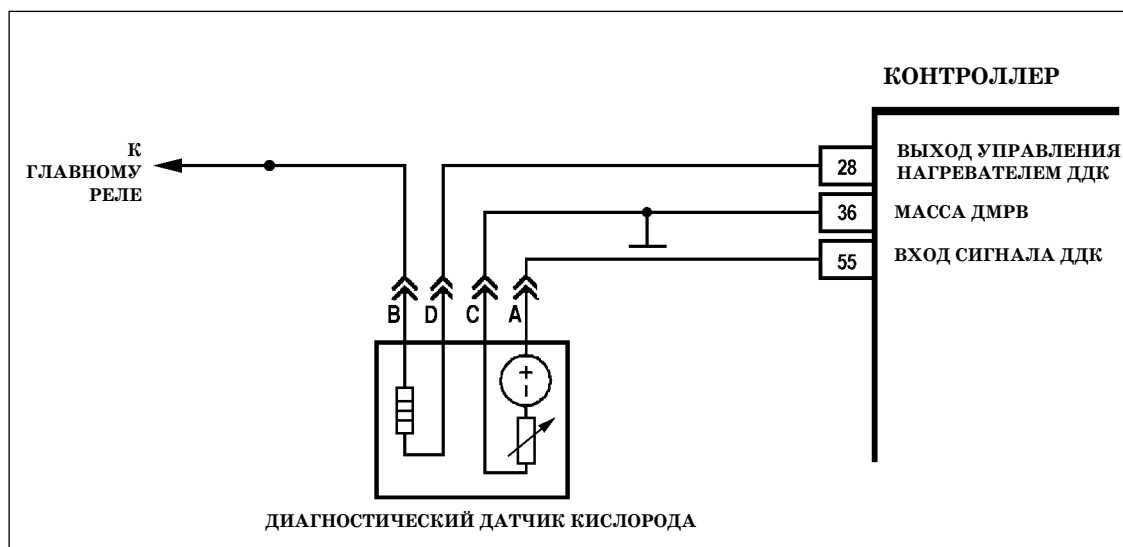 КОНТРОЛЛЕР
К
ГЛАВНОМУ
РЕЛЕ
28
ВЫХОД УПРАВЛЕНИЯ
НАГРЕВАТЕЛЕМ ДДК
36
МАССА ДМРВ
55
ВХОД СИГНАЛА ДДК
B D C A
+
-
ДИАГНОСТИЧЕСКИЙ ДАТЧИК КИСЛОРОДА